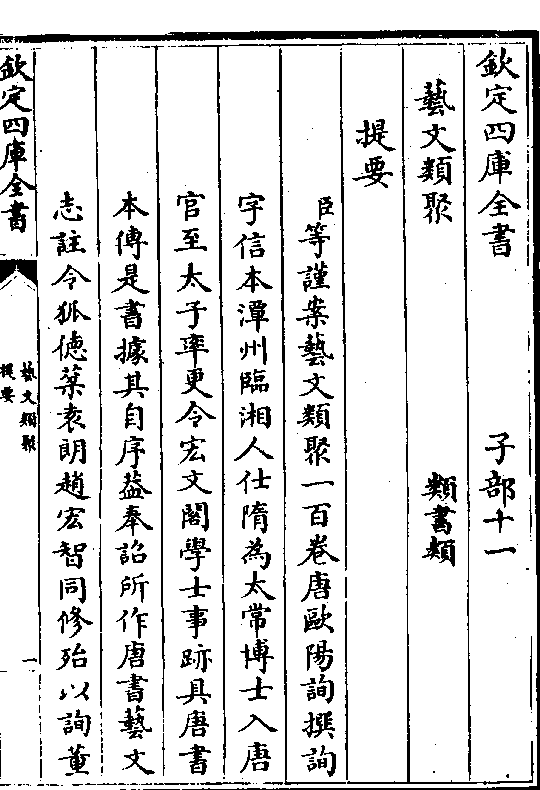 欽定四庫全書　子部十一
藝文類聚　類書類
提要
臣等謹案藝文類聚一百卷唐歐陽詢撰詢
字信本潭州臨湘人仕隋為太常博士入唐
官至太子率更令宏文閣學士事跡具唐書
本傳是書據其自序葢奉詔所作唐書藝文
志註令狐徳棻袁朗趙宏智同修殆以詢董
欽定四庫全書
藝文類聚
提要
一